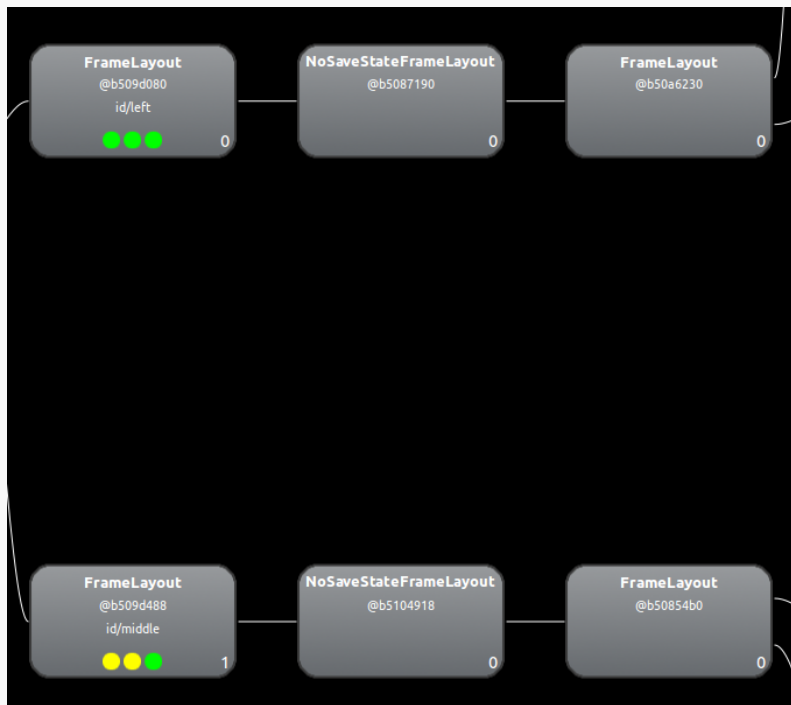 FrameLayout
@b509d080
id/left
0
NoSaveStateFrameLayout
@b5087190
0
FrameLayout
@b50a6230
0
FrameLayout
@b509d488
id/middle
1
NoSaveStateFrameLayout
@b5104918
0
FrameLayout
@b50854b0
0